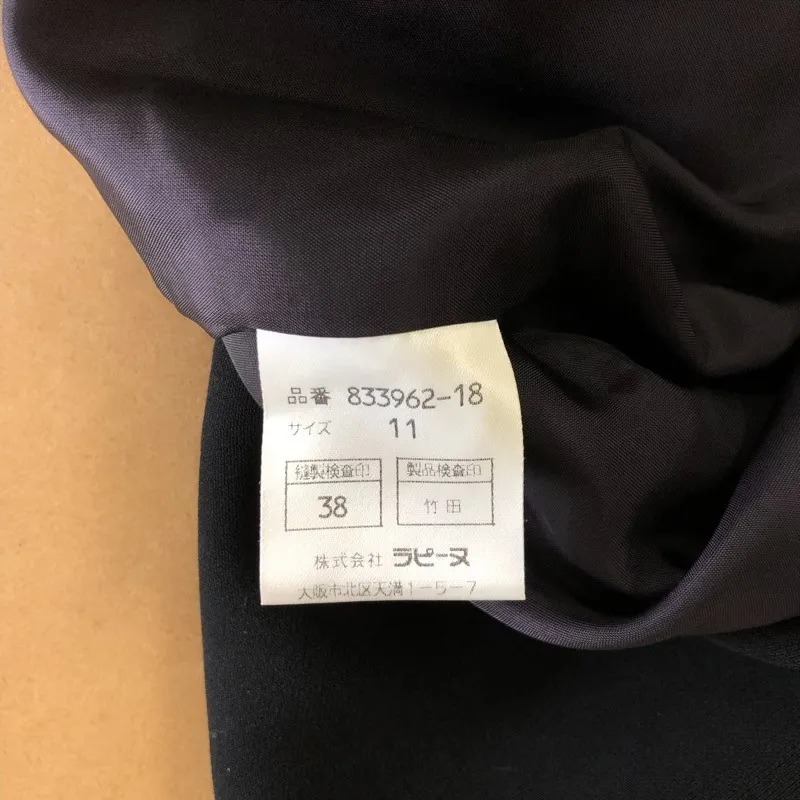 品番 833962-18
サイズ 11
縫製検査印 製品検査印
38 竹田
株式会社 ラピーヌ
大阪市北区天満1-5-7